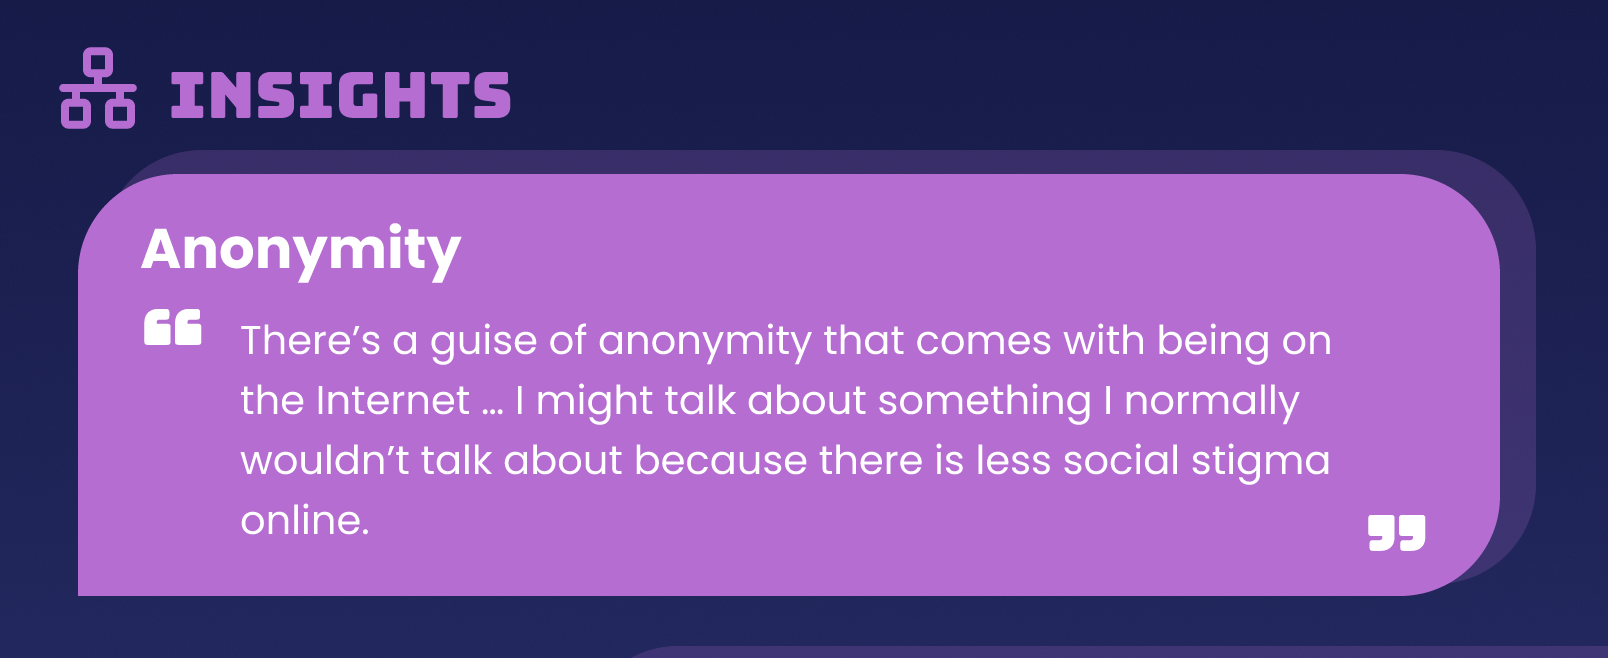 INSIGHTS
Anonymity
“ There’s a guise of anonymity that comes with being on
the Internet ... I might talk about something I normally
wouldn’t talk about because there is less social stigma
online. ”